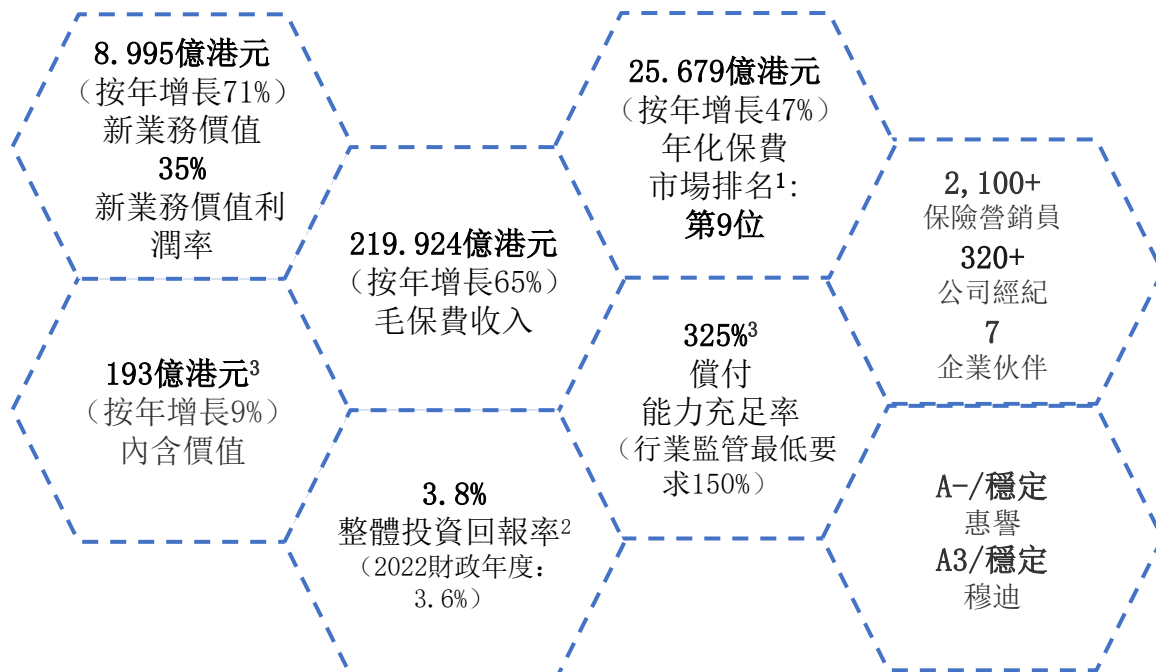 8.995億港元
（按年增長71%）
新業務價值
35%
新業務價值利
潤率
25.679億港元
（按年增長47%）
年化保費
市場排名¹:
第9位
219.924億港元
（按年增長65%）
毛保費收入
2,100+
保險營銷員
320+
公司經紀
7
企業伙伴
193億港元³
（按年增長9%）
內含價值
325%³
償付
能力充足率
（行業監管最低要
求150%）
3.8%
整體投資回報率²
（2022財政年度：
3.6%）
A-/穩定
惠譽
A3/穩定
穆迪